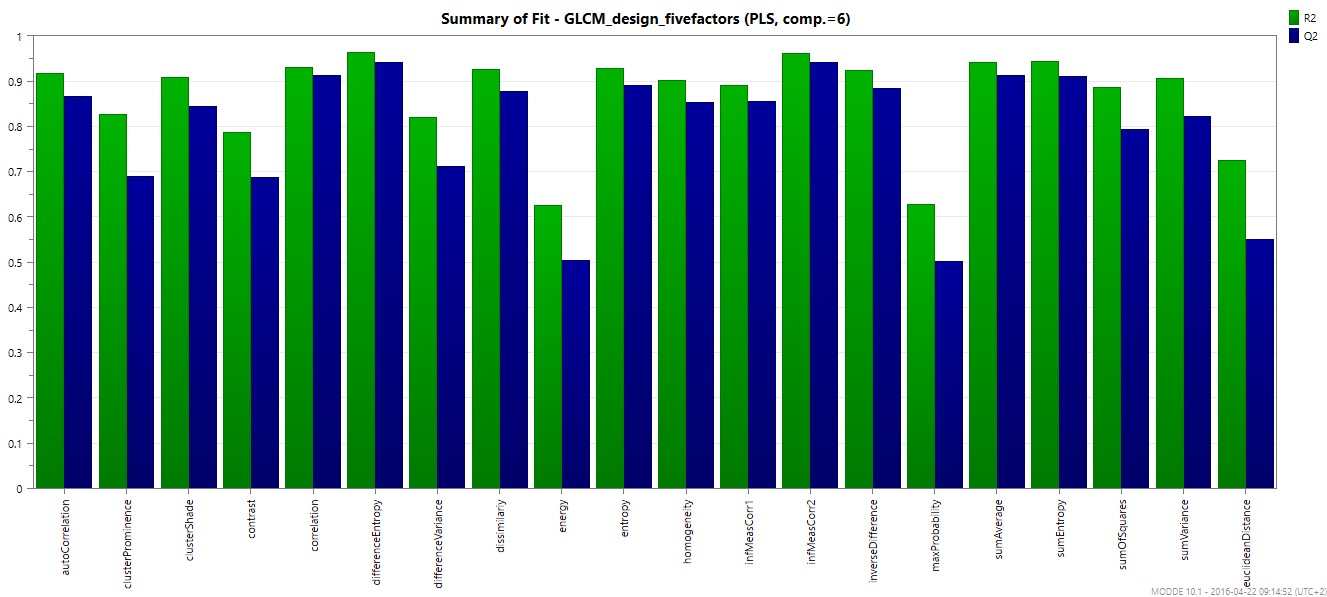 Summary of Fit - GLCM_design_fivefactors (PLS, comp.=6)
R2
Q2
1
0.9
0.8
0.7
0.6
0.5
0.4
0.3
0.2
0.1
0
autoCorrelation
clusterProminence
clusterShade
contrast
correlation
differenceEntropy
differenceVariance
dissimilariy
energy
entropy
homogeneity
infMeasCorr1
infMeasCorr2
inverseDifference
maxProbability
sumAverage
sumEntropy
sumOfSquares
sumVariance
euclideanDistance
MODDE 10.1 - 2016-04-22 09:14:52 (UTC+2)